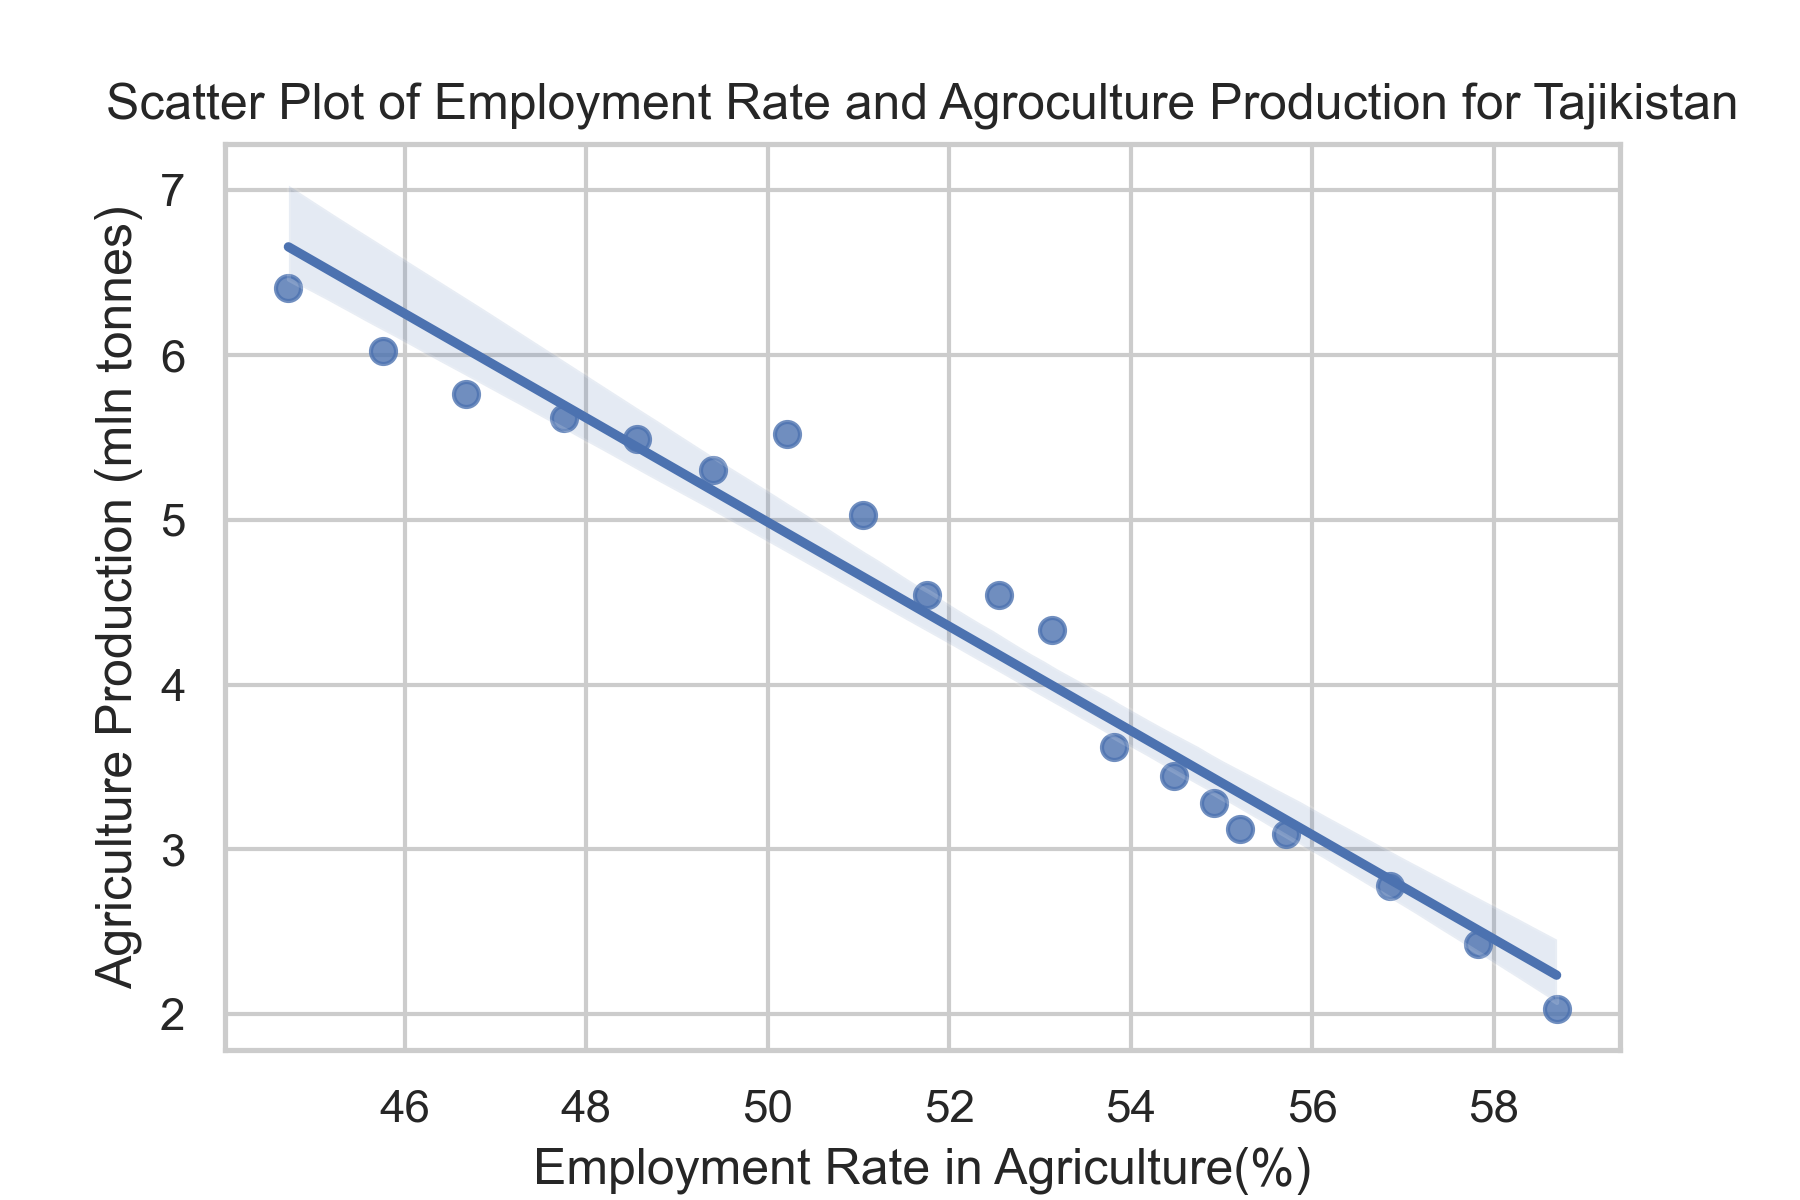 Scatter Plot of Employment Rate and Agroculture Production for Tajikistan
Agriculture Production (mln tonnes)
7
6
5
4
3
2
46 48 50 52 54 56 58
Employment Rate in Agriculture(%)